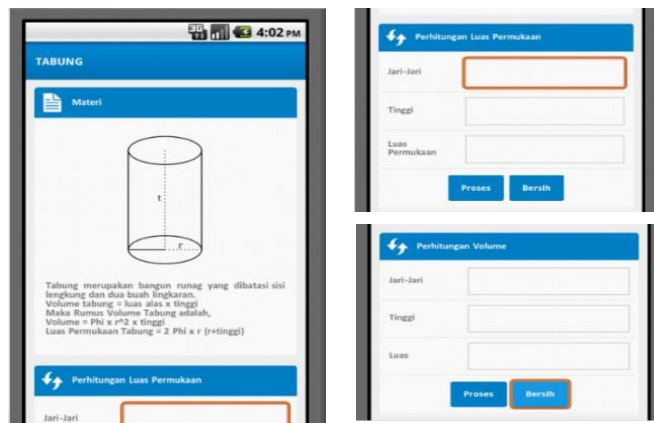 4:02 PM
TABUNG
Materi
t
r
Tabung merupakan bangun runag yang dibatasi sisi
lengkung dan dua buah lingkaran.
Volume tabung = luas alas x tinggi
Maka Rumus Volume Tabung adalah,
Volume = Phi x r^2 x tinggi
Luas Permukaan Tabung = 2 Phi x r (r+tinggi)
Perhitungan Luas Permukaan
Jari-Jari
Perhitungan Luas Permukaan
Jari-Jari
Tinggi
Luas
Permukaan
Proses Bersih
Perhitungan Volume
Jari-Jari
Tinggi
Luas
Proses Bersih